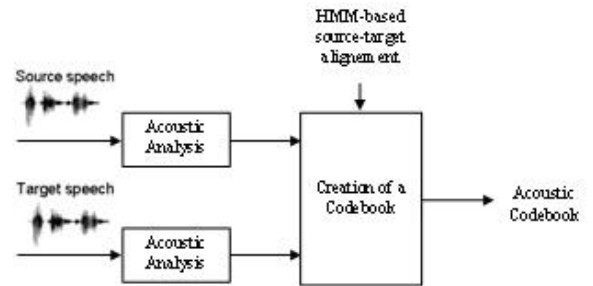 HMM-based
source-target
alignement
Source speech
Acoustic
Analysis
Target speech
Acoustic
Analysis
Creation of a
Codebook
Acoustic
Codebook